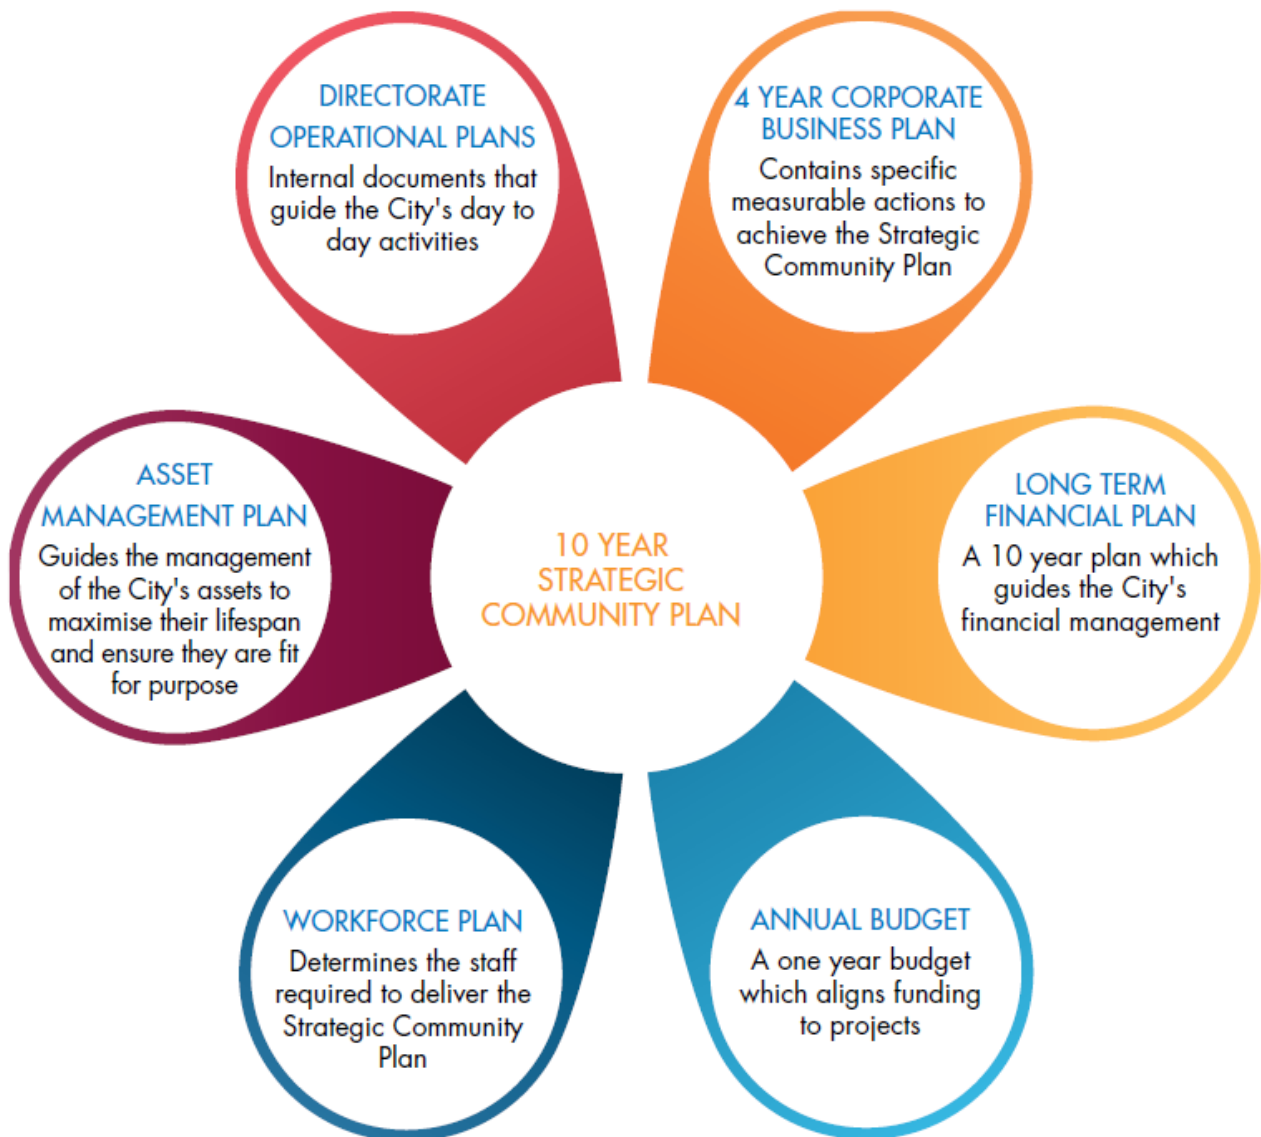 DIRECTORATE
OPERATIONAL PLANS
Internal documents that
guide the City's day to
day activities
4 YEAR CORPORATE
BUSINESS PLAN
Contains specific
measurable actions to
achieve the Strategic
Community Plan
ASSET
MANAGEMENT PLAN
Guides the management
of the City's assets to
maximise their lifespan
and ensure they are fit
for purpose
10 YEAR
STRATEGIC
COMMUNITY PLAN
LONG TERM
FINANCIAL PLAN
A 10 year plan which
guides the City's
financial management
WORKFORCE PLAN
Determines the staff
required to deliver the
Strategic Community
Plan
ANNUAL BUDGET
A one year budget
which aligns funding
to projects